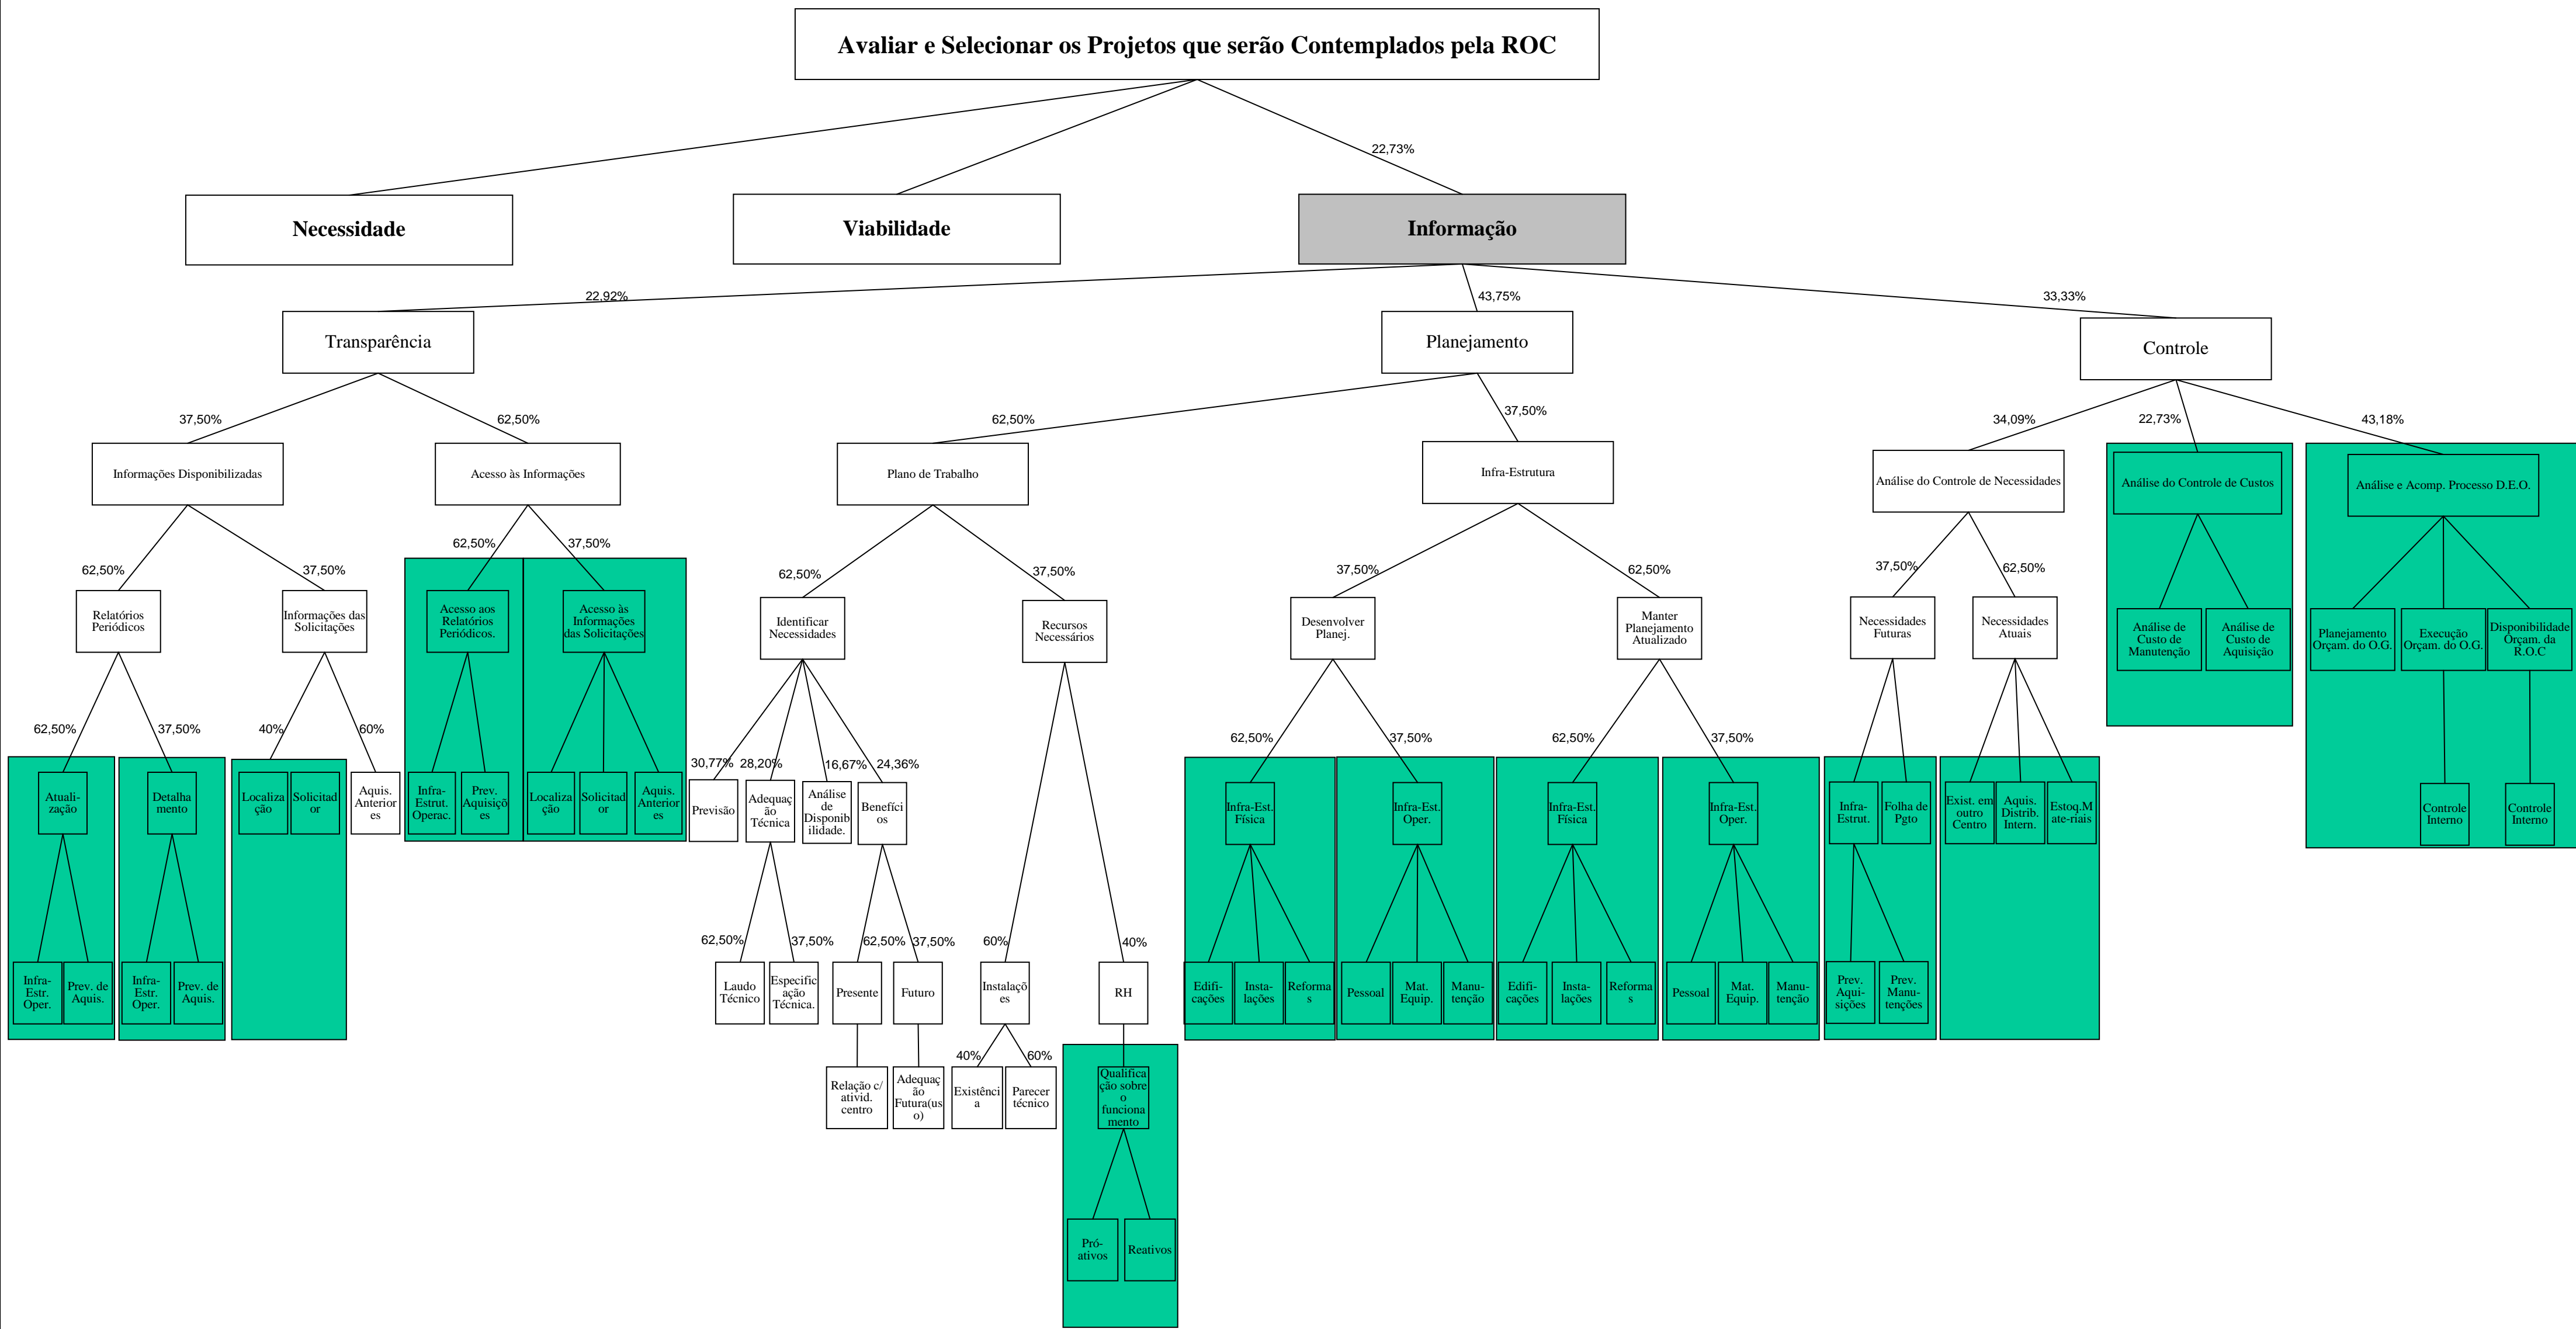 Avaliar e Selecionar os Projetos que serão Contemplados pela ROC
22,73%
Necessidade
Viabilidade
Informação
22,92%
43,75%
33,33%
Transparência
Planejamento
Controle
37,50%
62,50%
62,50%
37,50%
34,09%
22,73%
43,18%
Informações Disponibilizadas
Acesso às Informações
Plano de Trabalho
Infra-Estrutura
Análise do Controle de Necessidades
Análise do Controle de Custos
Análise e Acomp. Processo D.E.O.
62,50%
37,50%
62,50%
37,50%
62,50%
37,50%
37,50%
62,50%
37,50%
62,50%
Relatórios
Periódicos
Informações das
Solicitações
Acesso aos
Relatórios
Periódicos.
Acesso às
Informações
das Solicitações
Identificar
Necessidades
Recursos
Necessários
Desenvolver
Planej.
Manter
Planejamento
Atualizado
Necessidades
Futuras
Necessidades
Atuais
Análise de
Custo de
Manutenção
Análise de
Custo de
Aquisição
Planejamento
Orçam. do O.G.
Execução
Orçam. do O.G.
Disponibilidade
Orçam. da
R.O.C
62,50%
37,50%
40%
60%
30,77%
28,20%
16,67%
24,36%
62,50%
37,50%
62,50%
37,50%
Atuali-
zação
Detalha
mento
Localiza
ção
Solicitad
or
Aquis.
Anterior
es
Infra-
Estrut.
Operac.
Prev.
Aquisiçõ
es
Localiza
ção
Solicitad
or
Aquis.
Anterior
es
Previsão
Adequaç
ão
Técnica
Análise
de
Disponib
ilidade.
Benefíci
os
Infra-Est.
Física
Infra-Est.
Oper.
Infra-Est.
Física
Infra-Est.
Oper.
Infra-
Estrut.
Folha de
Pgto
Exist. em
outro
Centro
Aquis.
Distrib.
Intern.
Estoq.M
ate-riais
Controle
Interno
Controle
Interno
62,50%
37,50%
62,50%
37,50%
60%
40%
Infra-
Estr.
Oper.
Prev. de
Aquis.
Infra-
Estr.
Oper.
Prev. de
Aquis.
Laudo
Técnico
Especific
ação
Técnica.
Presente
Futuro
Instalaçõ
es
RH
Edifi-
cações
Insta-
lações
Reforma
s
Pessoal
Mat.
Equip.
Manu-
tenção
Edifi-
cações
Insta-
lações
Reforma
s
Pessoal
Mat.
Equip.
Manu-
tenção
Prev.
Aqui-
sições
Prev.
Manu-
tenções
40%
60%
Relação c/
ativid.
centro
Adequaç
ão
Futura(us
o)
Existênci
a
Parecer
técnico
Qualifica
ção sobre
o
funciona
mento
Pró-
ativos
Reativos